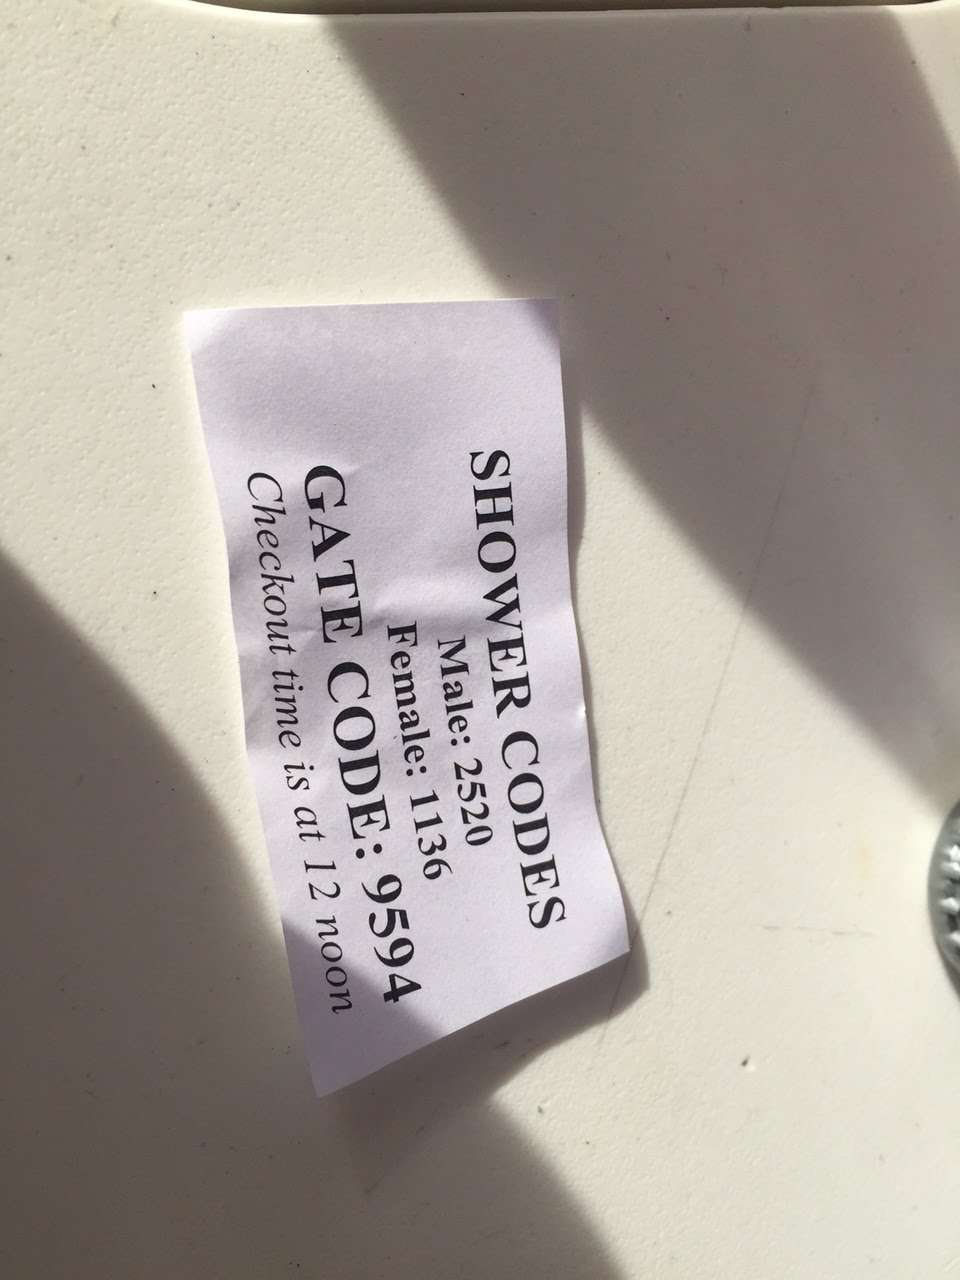 SHOWER CODES
Male: 2520
Female: 1136
GATE CODE: 9594
Checkout time is at 12 noon